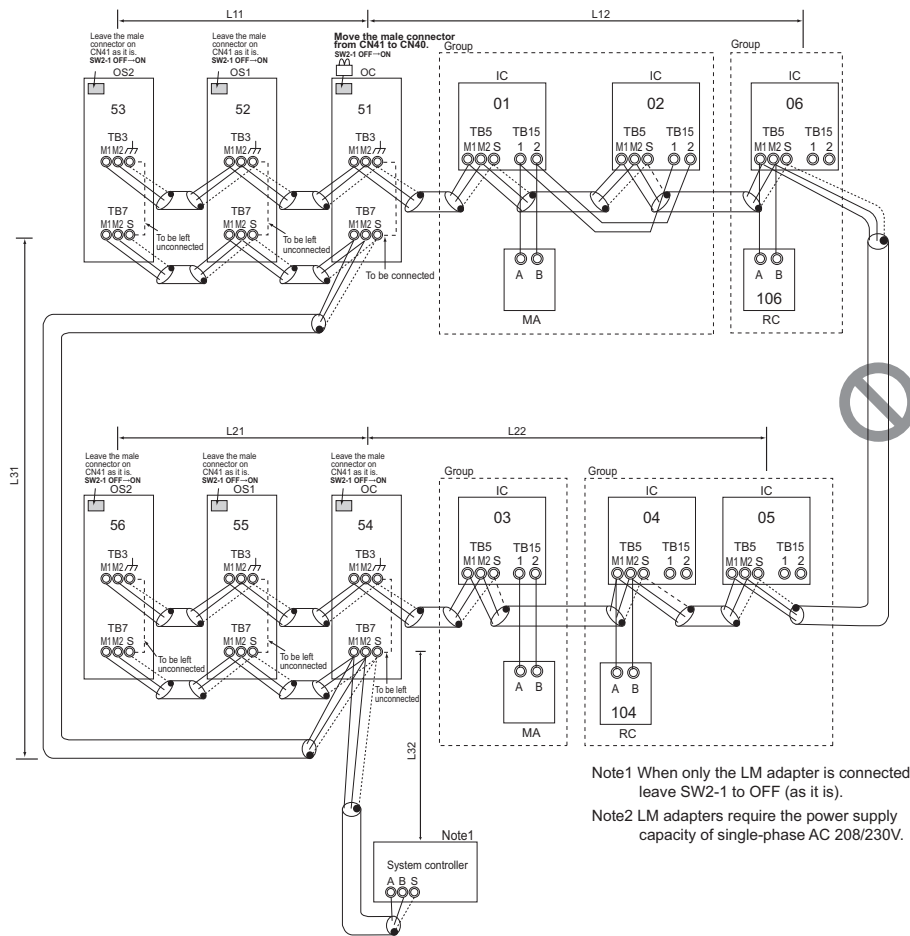 L11
L12
Leave the male
connector on
CN41 as it is.
SW2-1 OFF→ON
OS2
Leave the male
connector on
CN41 as it is.
SW2-1 OFF→ON
OS1
Move the male connector
from CN41 to CN40.
SW2-1 OFF→ON
OC
Group
Group
IC
IC
IC
53
52
51
01
02
06
TB3
TB3
TB3
TB5 TB15
TB5 TB15
TB5 TB15
M1 M2
M1 M2
M1 M2
M1 M2 S 1 2
M1 M2 S 1 2
M1 M2 S 1 2
TB7
TB7
TB7
M1 M2 S
M1 M2 S
M1 M2 S
To be left
unconnected
To be left
unconnected
To be connected
A B
MA
A B
106
RC
L31
L21
L22
Leave the male
connector on
CN41 as it is.
SW2-1 OFF→ON
OS2
Leave the male
connector on
CN41 as it is.
SW2-1 OFF→ON
OS1
Leave the male
connector on
CN41 as it is.
SW2-1 OFF→ON
OC
Group
Group
IC
IC
IC
56
55
54
03
04
05
TB3
TB3
TB3
TB5 TB15
TB5 TB15
TB5 TB15
M1 M2
M1 M2
M1 M2
M1 M2 S 1 2
M1 M2 S 1 2
M1 M2 S 1 2
TB7
TB7
TB7
M1 M2 S
M1 M2 S
M1 M2 S
To be left
unconnected
To be left
unconnected
To be left
unconnected
A B
MA
A B
104
RC
L32
Note1 When only the LM adapter is connected
leave SW2-1 to OFF (as it is).
Note2 LM adapters require the power supply
capacity of single-phase AC 208/230V.
Note1
System controller
A B S